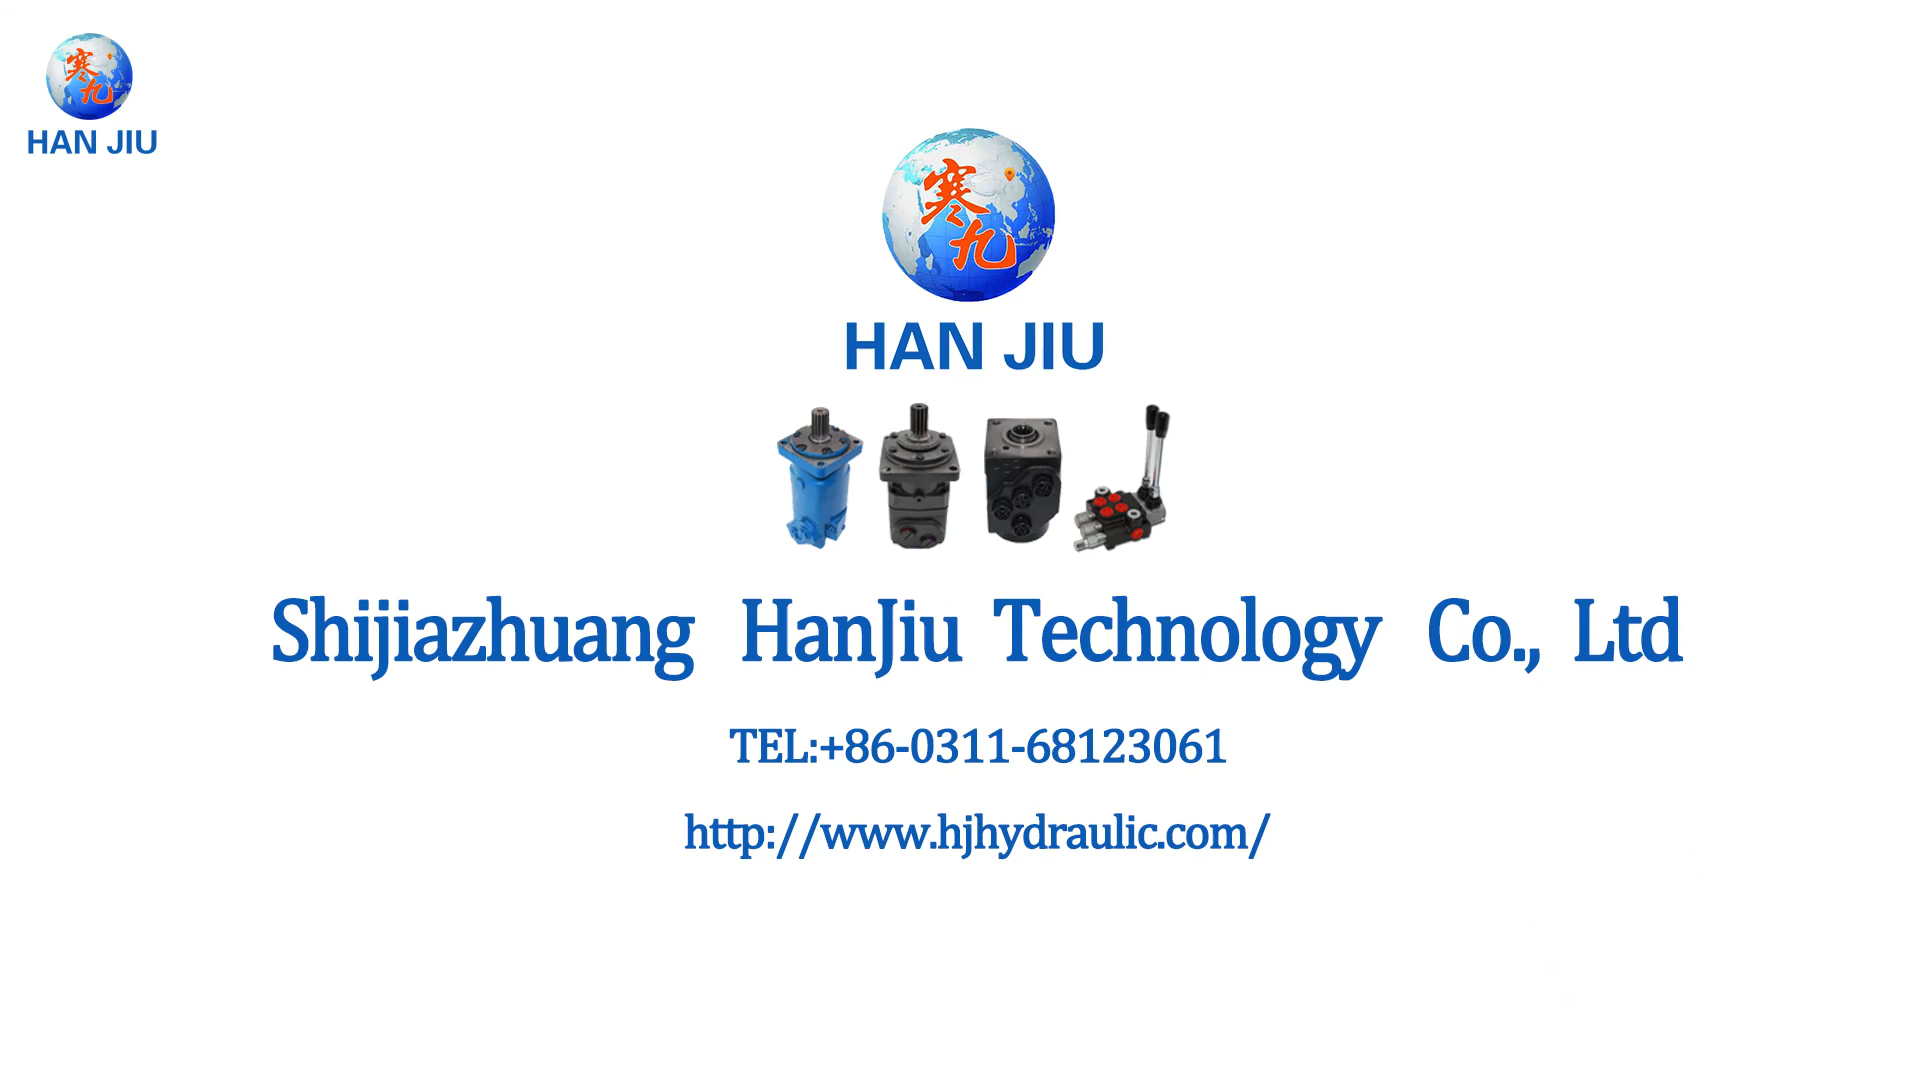 寒九
HAN JIU
寒九
HAN JIU
Shijiazhuang HanJiu Technology Co., Ltd
TEL:+86-0311-68123061
http://www.hjhydraulic.com/